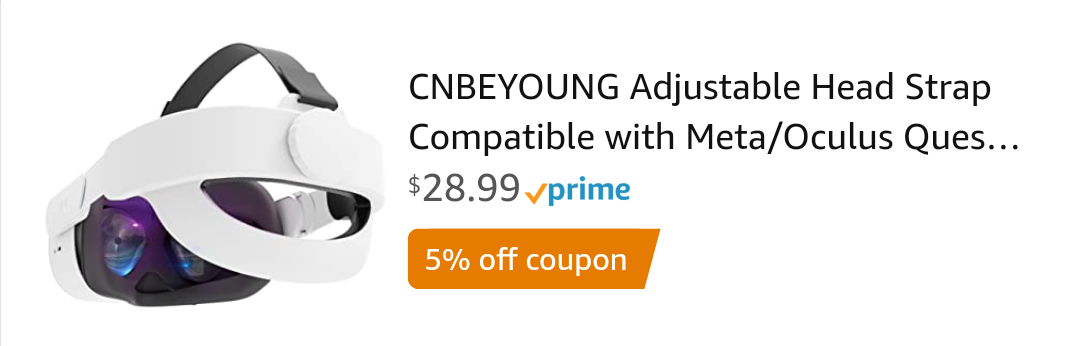 CNBEYOUNG Adjustable Head Strap
Compatible with Meta/Oculus Ques...
$28.99 prime
5% off coupon